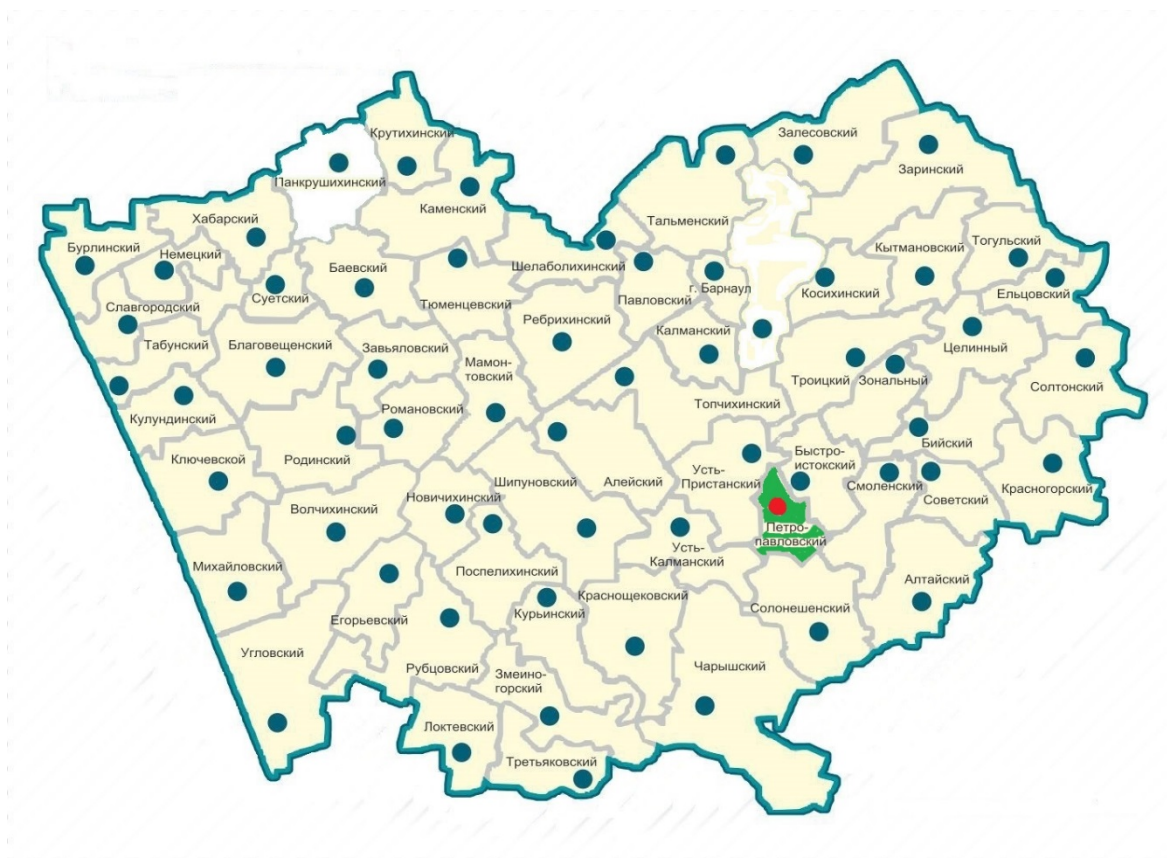 Крутихинский
Залесовский
Заринский
Панкрушихинский
Каменский
Хабарский
Тальменский
Бурлинский
Немецкий
Кытмановский
Тогульский
Баевский
Шелаболихинский
г. Барнаул
Косихинский
Ельцовский
Суетский
Павловский
Славгородский
Тюменцевский
Ребрихинский
Калманский
Табунский
Благовещенский
Завьяловский
Целинный
Мамон-
товский
Троицкий
Зональный
Солтонский
Кулундинский
Романовский
Топчихинский
Бийский
Ключевской
Родинский
Быстро-
истокский
Усть-
Пристанский
Шипуновский
Алейский
Смоленский
Советский
Красногорский
Новичихинский
Волчихинский
Петро-
павловский
Усть-
Калманский
Михайловский
Поспелихинский
Алтайский
Краснощековский
Солонешенский
Курьинский
Егорьевский
Угловский
Рубцовский
Змеино-
горский
Чарышский
Локтевский
Третьяковский